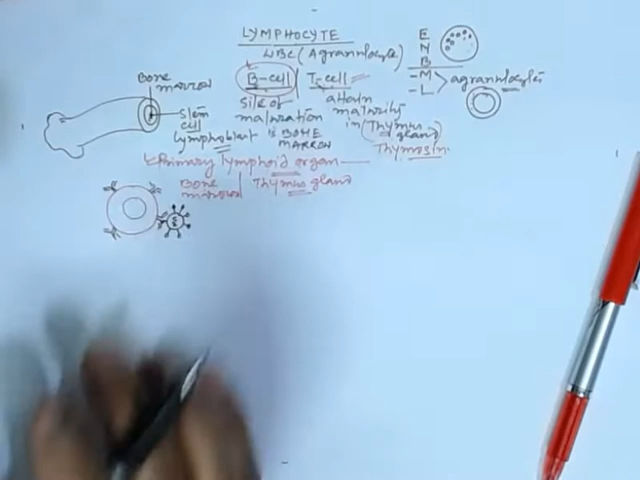 LYMPHOCYTE
WBC (Agranulocyte)
B-cell | T-cell
site of maturation is BONE MARROW
attain maturity in (Thymus gland)
Thymosin
E
N
B
- M
- L
agranulocytes
Bone marrow
Stem cell
lymphoblast
Primary lymphoid organ
Bone marrow | Thymus gland